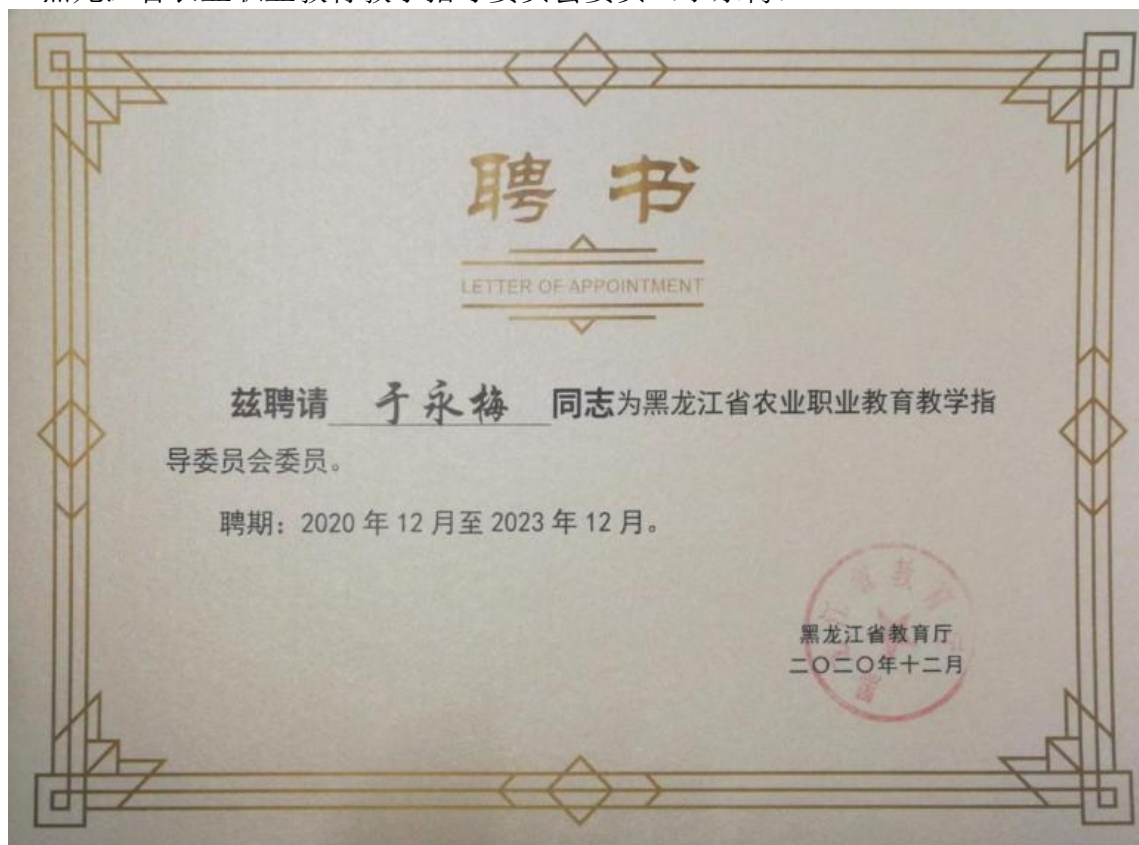 聘书
LETTER OF APPOINTMENT
兹聘请 于永梅 同志为黑龙江省农业职业教育教学指
导委员会委员。
聘期：2020 年 12 月至 2023 年 12 月。
黑龙江省教育厅
二〇二〇年十二月